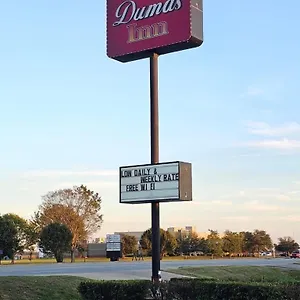 Dumas
Inn
LOW DAILY &
WEEKLY RATE
FREE WI FI